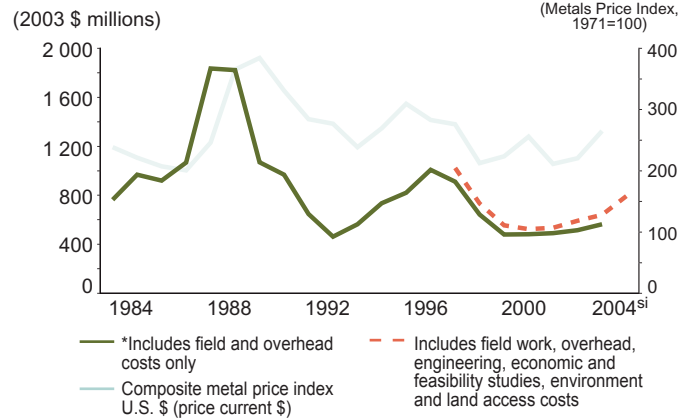 (2003 $ millions)
(Metals Price Index,
1971=100)
2 000
1 600
1 200
800
400
0
400
300
200
100
0
1984
1988
1992
1996
2000
2004si
*Includes field and overhead
costs only
Composite metal price index
U.S. $ (price current $)
Includes field work, overhead,
engineering, economic and
feasibility studies, environment
and land access costs